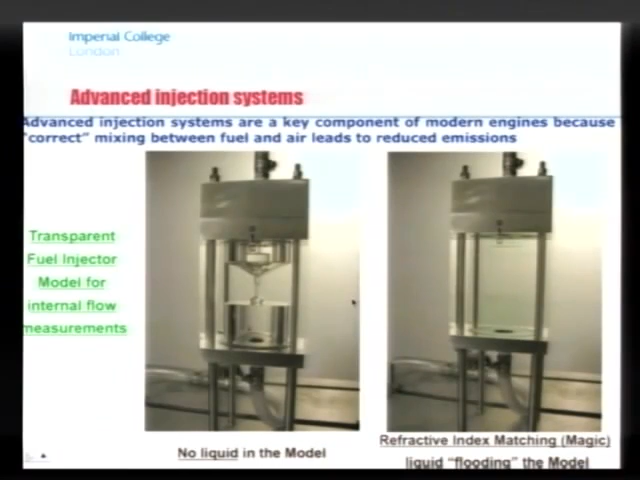 Imperial College
London
Advanced injection systems
Advanced injection systems are a key component of modern engines because
"correct" mixing between fuel and air leads to reduced emissions
Transparent
Fuel Injector
Model for
internal flow
measurements
No liquid in the Model
Refractive Index Matching (Magic)
liquid "flooding" the Model